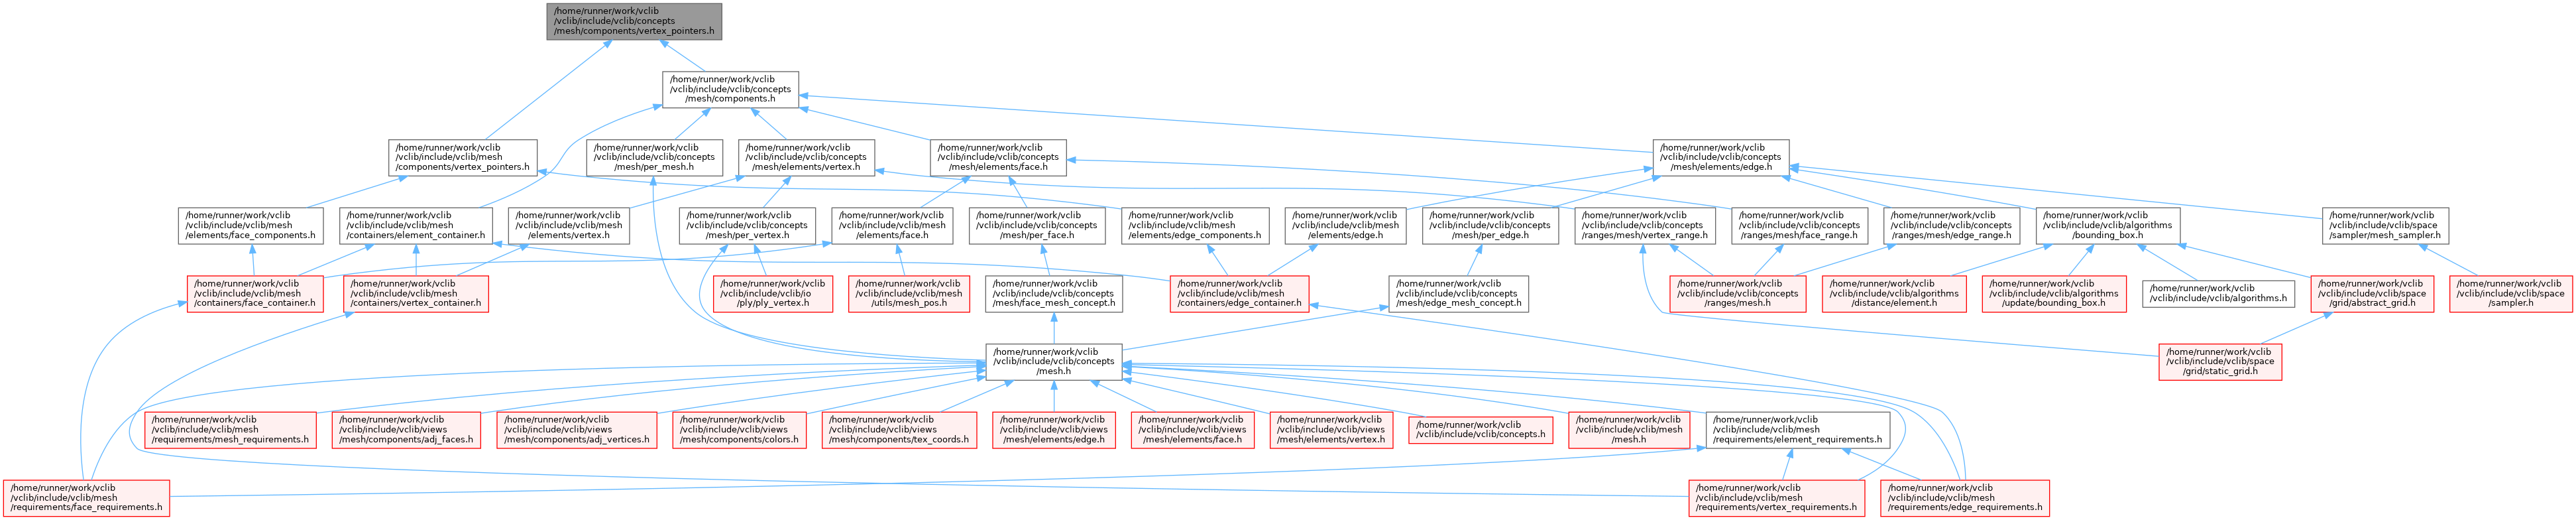 /home/runner/work/vclib
/vclib/include/vclib/concepts
/mesh/components/vertex_pointers.h
/home/runner/work/vclib
/vclib/include/vclib/concepts
/mesh/components.h
/home/runner/work/vclib
/vclib/include/vclib/mesh
/components/vertex_pointers.h
/home/runner/work/vclib
/vclib/include/vclib/concepts
/mesh/per_mesh.h
/home/runner/work/vclib
/vclib/include/vclib/concepts
/mesh/elements/vertex.h
/home/runner/work/vclib
/vclib/include/vclib/concepts
/mesh/elements/face.h
/home/runner/work/vclib
/vclib/include/vclib/concepts
/mesh/elements/edge.h
/home/runner/work/vclib
/vclib/include/vclib/mesh
/elements/face_components.h
/home/runner/work/vclib
/vclib/include/vclib/mesh
/containers/element_container.h
/home/runner/work/vclib
/vclib/include/vclib/mesh
/elements/vertex.h
/home/runner/work/vclib
/vclib/include/vclib/concepts
/mesh/per_vertex.h
/home/runner/work/vclib
/vclib/include/vclib/mesh
/elements/face.h
/home/runner/work/vclib
/vclib/include/vclib/concepts
/mesh/per_face.h
/home/runner/work/vclib
/vclib/include/vclib/mesh
/elements/edge_components.h
/home/runner/work/vclib
/vclib/include/vclib/mesh
/elements/edge.h
/home/runner/work/vclib
/vclib/include/vclib/concepts
/mesh/per_edge.h
/home/runner/work/vclib
/vclib/include/vclib/concepts
/ranges/mesh/vertex_range.h
/home/runner/work/vclib
/vclib/include/vclib/concepts
/ranges/mesh/face_range.h
/home/runner/work/vclib
/vclib/include/vclib/concepts
/ranges/mesh/edge_range.h
/home/runner/work/vclib
/vclib/include/vclib/algorithms
/bounding_box.h
/home/runner/work/vclib
/vclib/include/vclib/space
/sampler/mesh_sampler.h
/home/runner/work/vclib
/vclib/include/vclib/mesh
/containers/face_container.h
/home/runner/work/vclib
/vclib/include/vclib/mesh
/containers/vertex_container.h
/home/runner/work/vclib
/vclib/include/vclib/io
/ply/ply_vertex.h
/home/runner/work/vclib
/vclib/include/vclib/mesh
/utils/mesh_pos.h
/home/runner/work/vclib
/vclib/include/vclib/concepts
/mesh/face_mesh_concept.h
/home/runner/work/vclib
/vclib/include/vclib/mesh
/containers/edge_container.h
/home/runner/work/vclib
/vclib/include/vclib/concepts
/mesh/edge_mesh_concept.h
/home/runner/work/vclib
/vclib/include/vclib/concepts
/ranges/mesh.h
/home/runner/work/vclib
/vclib/include/vclib/algorithms
/distance/element.h
/home/runner/work/vclib
/vclib/include/vclib/algorithms
/update/bounding_box.h
/home/runner/work/vclib
/vclib/include/vclib/algorithms.h
/home/runner/work/vclib
/vclib/include/vclib/space
/grid/abstract_grid.h
/home/runner/work/vclib
/vclib/include/vclib/space
/sampler.h
/home/runner/work/vclib
/vclib/include/vclib/concepts
/mesh.h
/home/runner/work/vclib
/vclib/include/vclib/space
/grid/static_grid.h
/home/runner/work/vclib
/vclib/include/vclib/mesh
/requirements/mesh_requirements.h
/home/runner/work/vclib
/vclib/include/vclib/views
/mesh/components/adj_faces.h
/home/runner/work/vclib
/vclib/include/vclib/views
/mesh/components/adj_vertices.h
/home/runner/work/vclib
/vclib/include/vclib/views
/mesh/components/colors.h
/home/runner/work/vclib
/vclib/include/vclib/views
/mesh/components/tex_coords.h
/home/runner/work/vclib
/vclib/include/vclib/views
/mesh/elements/edge.h
/home/runner/work/vclib
/vclib/include/vclib/views
/mesh/elements/face.h
/home/runner/work/vclib
/vclib/include/vclib/views
/mesh/elements/vertex.h
/home/runner/work/vclib
/vclib/include/vclib/concepts.h
/home/runner/work/vclib
/vclib/include/vclib/mesh
/mesh.h
/home/runner/work/vclib
/vclib/include/vclib/mesh
/requirements/element_requirements.h
/home/runner/work/vclib
/vclib/include/vclib/mesh
/requirements/face_requirements.h
/home/runner/work/vclib
/vclib/include/vclib/mesh
/requirements/vertex_requirements.h
/home/runner/work/vclib
/vclib/include/vclib/mesh
/requirements/edge_requirements.h